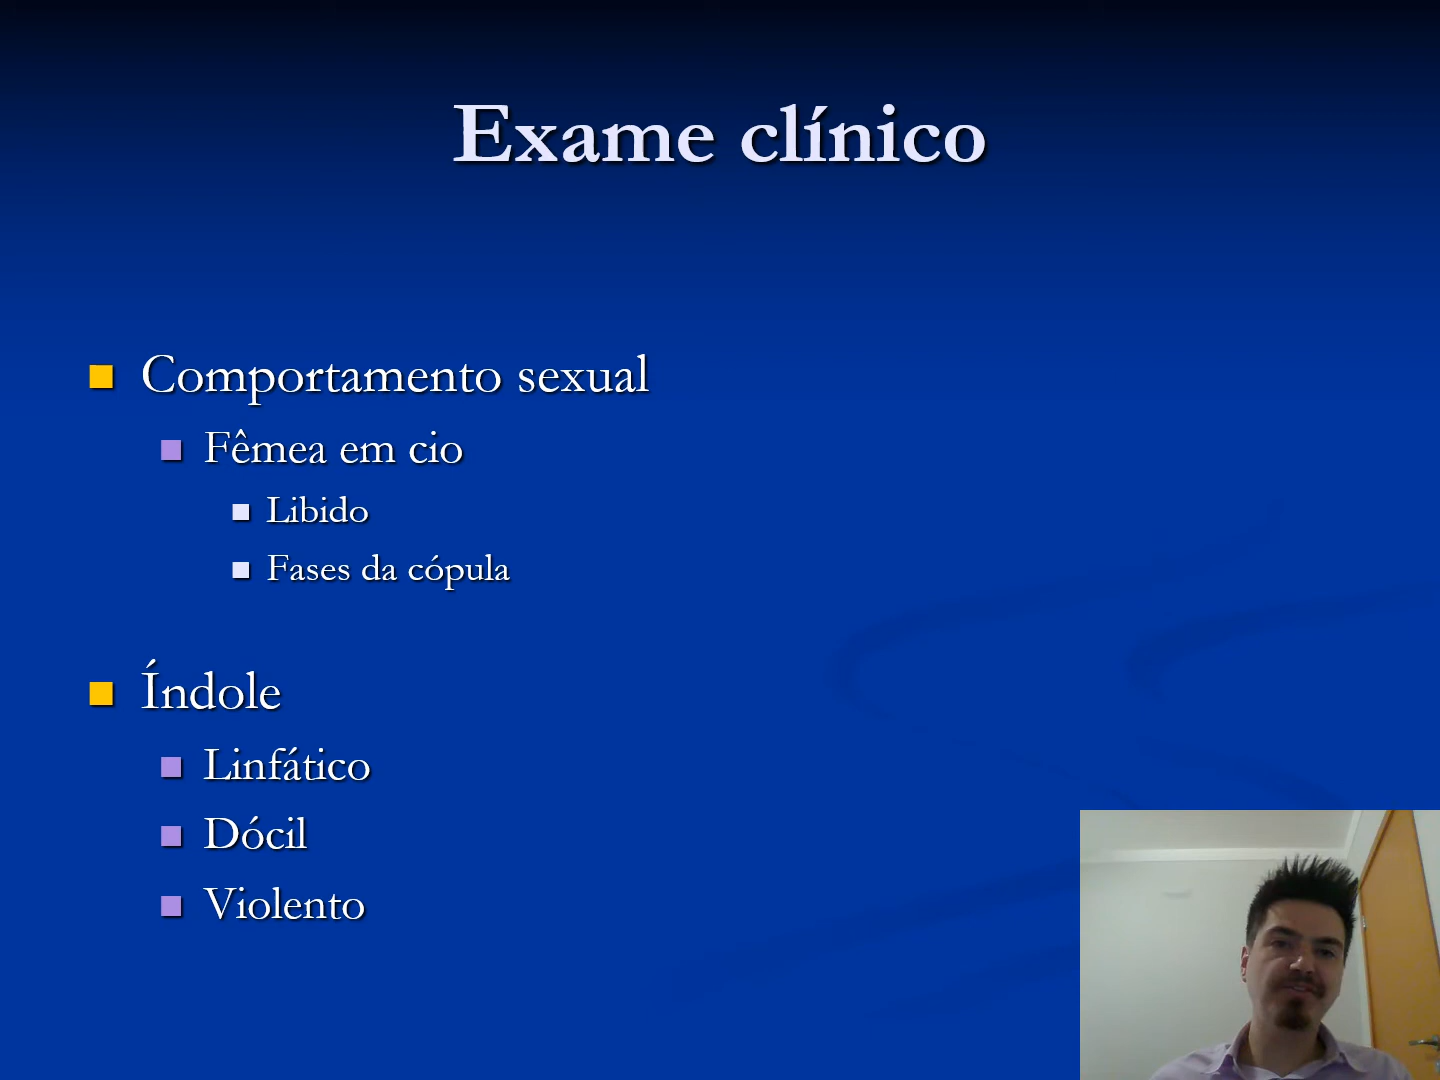 Exame clínico
Comportamento sexual
Fêmea em cio
Libido
Fases da cópula
Índole
Linfático
Dócil
Violento